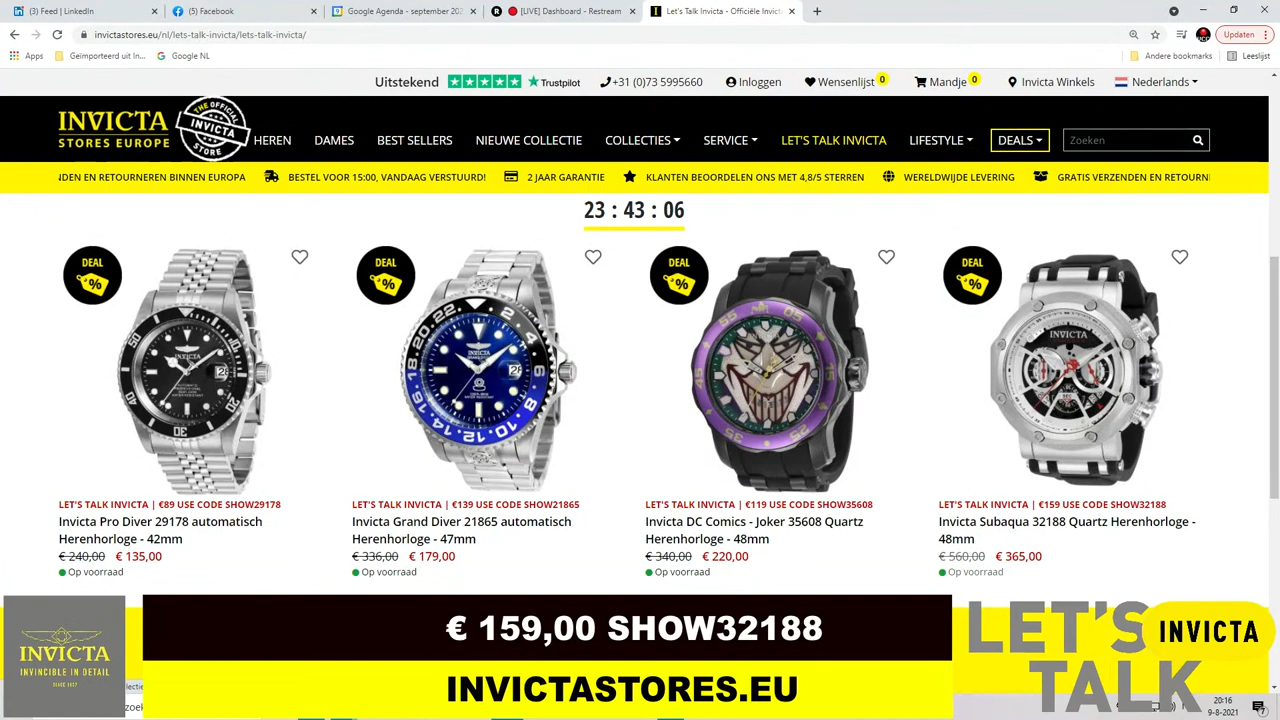 (1) Feed | LinkedIn
(2) Facebook
Google Agenda - september 202
[LIVE] Dashboard - Restream
Let's Talk Invicta - Officiële Invict
invictastores.eu/nl/lets-talk-invicta/lets-talk-invicta/
Updaten
Apps
Geïmporteerd uit In...
Google NL
Andere bookmarks
Leeslijst
Uitstekend
Trustpilot
+31 (0)73 5995660
Inloggen
Wensenlijst 0
Mandje 0
Invicta Winkels
Nederlands
INVICTA
STORES EUROPE
THE OFFICIAL
INVICTA
STORE
HEREN
DAMES
BEST SELLERS
NIEUWE COLLECTIE
COLLECTIES
SERVICE
LET'S TALK INVICTA
LIFESTYLE
DEALS
Zoeken
NDEN EN RETOURNEREN BINNEN EUROPA
BESTEL VOOR 15:00, VANDAAG VERSTUURD!
2 JAAR GARANTIE
KLANTEN BEOORDELEN ONS MET 4,8/5 STERREN
WERELDWIJDE LEVERING
GRATIS VERZENDEN EN RETOURNI
23 : 43 : 06
DEAL
%
DEAL
%
DEAL
%
DEAL
%
LET'S TALK INVICTA | €89 USE CODE SHOW29178
Invicta Pro Diver 29178 automatisch
Herenhorloge - 42mm
€ 240,00 € 135,00
Op voorraad
LET'S TALK INVICTA | €139 USE CODE SHOW21865
Invicta Grand Diver 21865 automatisch
Herenhorloge - 47mm
€ 336,00 € 179,00
Op voorraad
LET'S TALK INVICTA | €119 USE CODE SHOW35608
Invicta DC Comics - Joker 35608 Quartz
Herenhorloge - 48mm
€ 340,00 € 220,00
Op voorraad
LET'S TALK INVICTA | €159 USE CODE SHOW32188
Invicta Subaqua 32188 Quartz Herenhorloge -
48mm
€ 560,00 € 365,00
Op voorraad
INVICTA
INVINCIBLE IN DETAIL
SINCE 1837
€ 159,00 SHOW32188
INVICTASTORES.EU
LET'S
INVICTA
TALK
20:16
9-8-2021